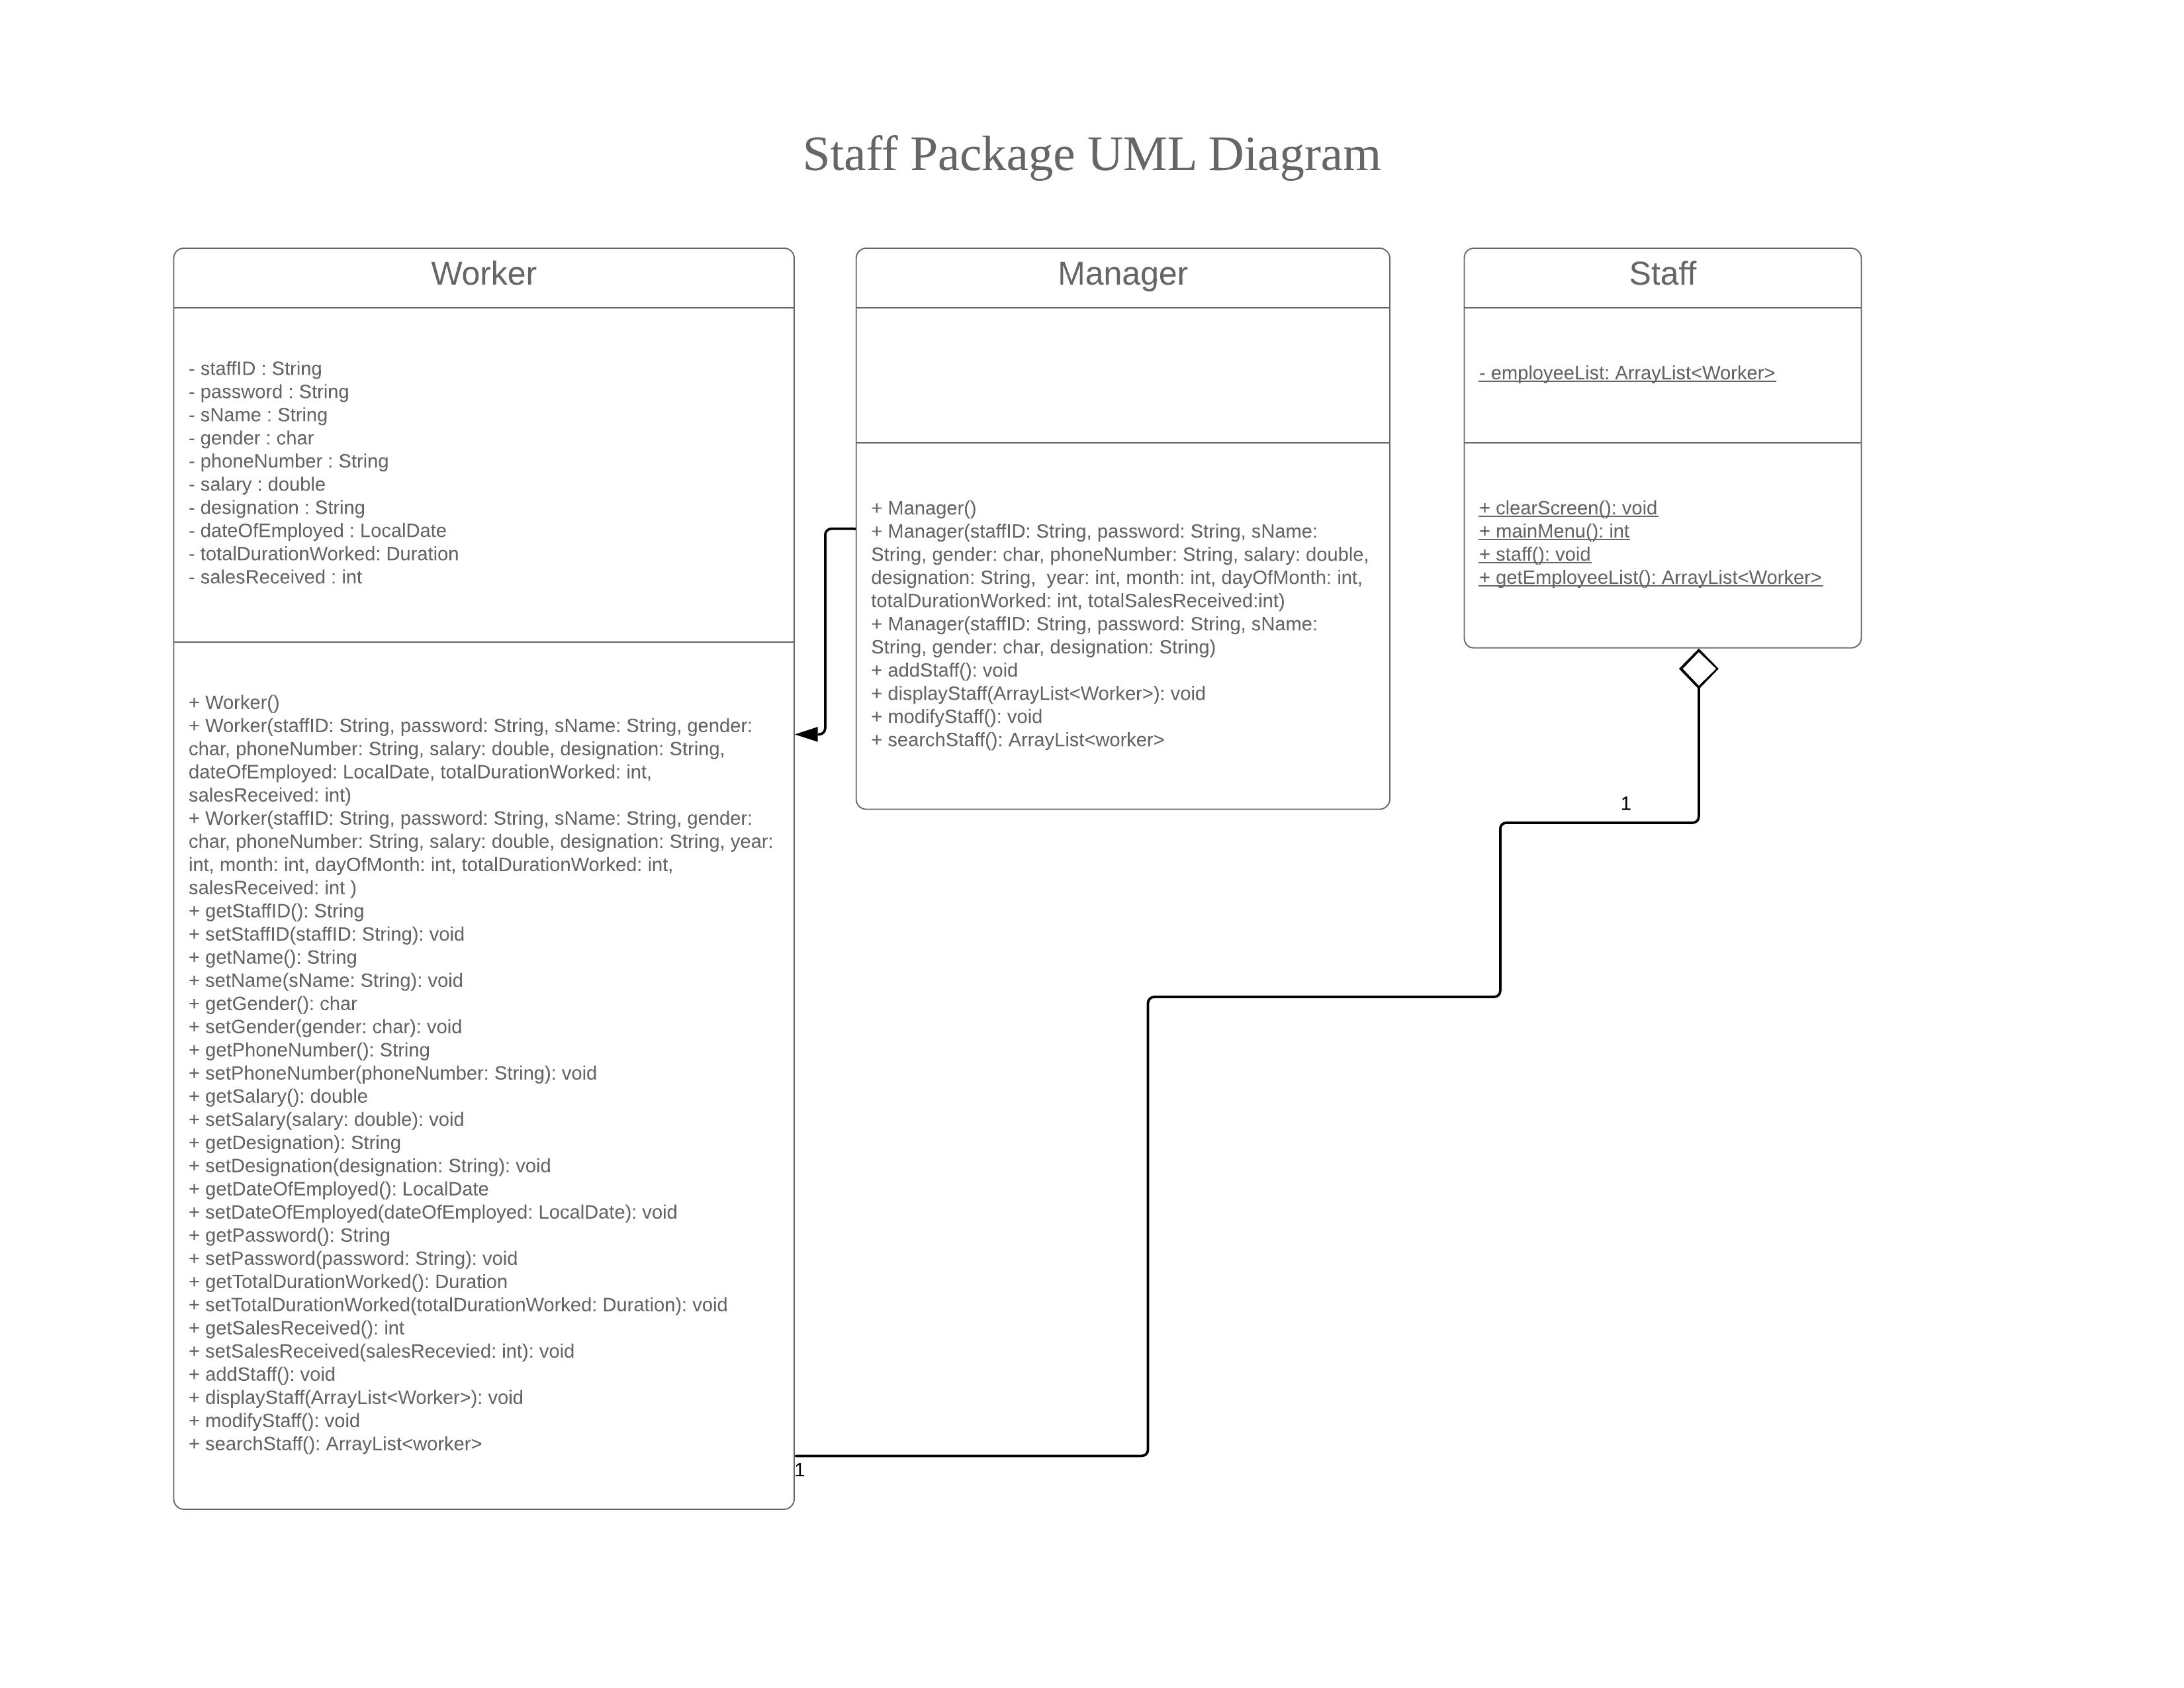 Staff Package UML Diagram
Worker
- staffID : String
- password : String
- sName : String
- gender : char
- phoneNumber : String
- salary : double
- designation : String
- dateOfEmployed : LocalDate
- totalDurationWorked: Duration
- salesReceived : int
+ Worker()
+ Worker(staffID: String, password: String, sName: String, gender:
char, phoneNumber: String, salary: double, designation: String,
dateOfEmployed: LocalDate, totalDurationWorked: int,
salesReceived: int)
+ Worker(staffID: String, password: String, sName: String, gender:
char, phoneNumber: String, salary: double, designation: String, year:
int, month: int, dayOfMonth: int, totalDurationWorked: int,
salesReceived: int )
+ getStaffID(): String
+ setStaffID(staffID: String): void
+ getName(): String
+ setName(sName: String): void
+ getGender(): char
+ setGender(gender: char): void
+ getPhoneNumber(): String
+ setPhoneNumber(phoneNumber: String): void
+ getSalary(): double
+ setSalary(salary: double): void
+ getDesignation): String
+ setDesignation(designation: String): void
+ getDateOfEmployed(): LocalDate
+ setDateOfEmployed(dateOfEmployed: LocalDate): void
+ getPassword(): String
+ setPassword(password: String): void
+ getTotalDurationWorked(): Duration
+ setTotalDurationWorked(totalDurationWorked: Duration): void
+ getSalesReceived(): int
+ setSalesReceived(salesRecevied: int): void
+ addStaff(): void
+ displayStaff(ArrayList<Worker>): void
+ modifyStaff(): void
+ searchStaff(): ArrayList<worker>
Manager
+ Manager()
+ Manager(staffID: String, password: String, sName:
String, gender: char, phoneNumber: String, salary: double,
designation: String,  year: int, month: int, dayOfMonth: int,
totalDurationWorked: int, totalSalesReceived:int)
+ Manager(staffID: String, password: String, sName:
String, gender: char, designation: String)
+ addStaff(): void
+ displayStaff(ArrayList<Worker>): void
+ modifyStaff(): void
+ searchStaff(): ArrayList<worker>
Staff
- employeeList: ArrayList<Worker>
+ clearScreen(): void
+ mainMenu(): int
+ staff(): void
+ getEmployeeList(): ArrayList<Worker>
1
1